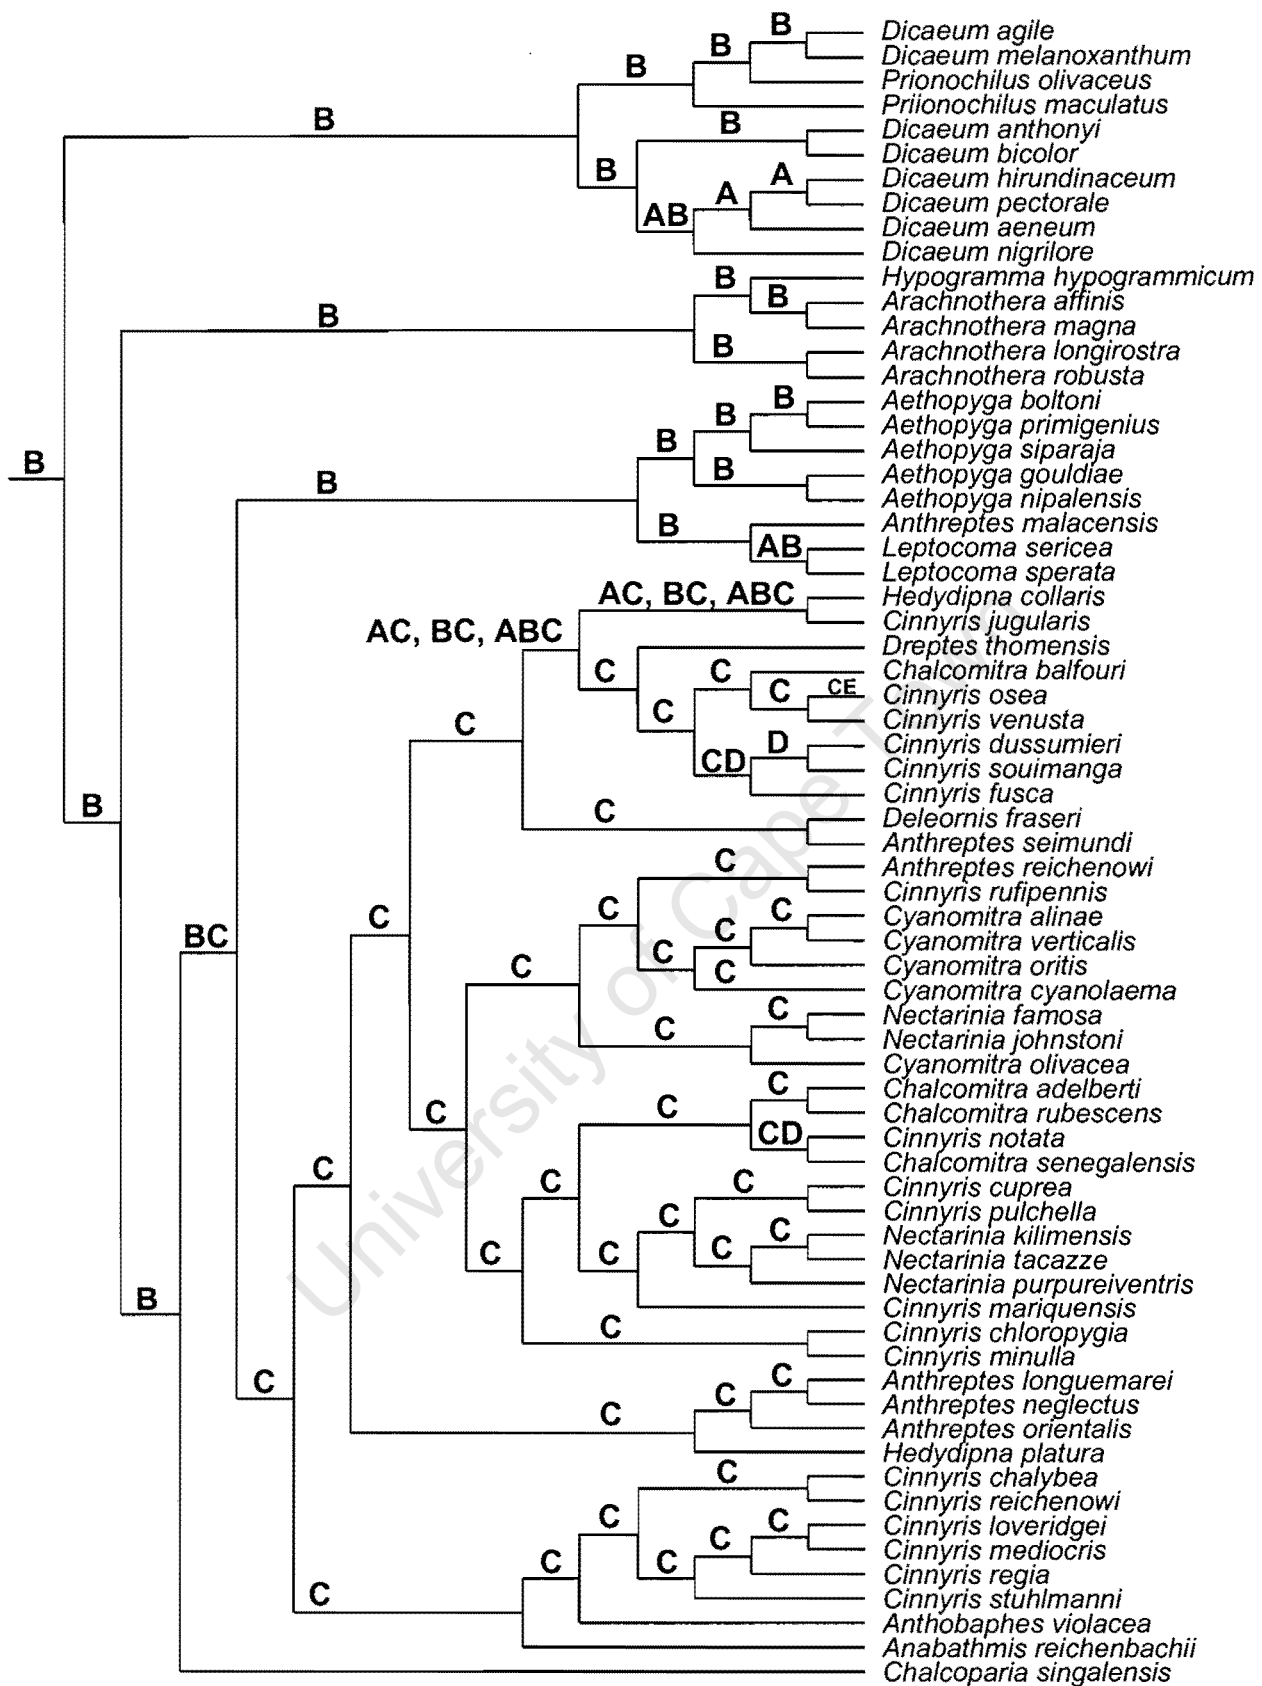 B
Dicaeum agile
B
Dicaeum melanoxanthum
B
Prionochilus olivaceus
Priionochilus maculatus
B
B
Dicaeum anthonyi
Dicaeum bicolor
B
A
Dicaeum hirundinaceum
A
Dicaeum pectorale
AB
Dicaeum aeneum
Dicaeum nigrilore
B
Hypogramma hypogrammicum
B
Arachnothera affinis
B
Arachnothera magna
B
Arachnothera longirostra
Arachnothera robusta
B
Aethopyga boltoni
B
Aethopyga primigenius
B
Aethopyga siparaja
B
B
Aethopyga gouldiae
B
Aethopyga nipalensis
B
Anthreptes malacensis
AB
Leptocoma sericea
Leptocoma sperata
AC, BC, ABC
Hedydipna collaris
AC, BC, ABC
Cinnyris jugularis
Dreptes thomensis
C
C
Chalcomitra balfouri
C
CE
Cinnyris osea
C
Cinnyris venusta
C
D
Cinnyris dussumieri
CD
Cinnyris souimanga
Cinnyris fusca
B
C
Deleornis fraseri
Anthreptes seimundi
C
Anthreptes reichenowi
Cinnyris rufipennis
C
C
C
Cyanomitra alinae
BC
C
Cyanomitra verticalis
C
C
Cyanomitra oritis
C
Cyanomitra cyanolaema
C
Nectarinia famosa
C
Nectarinia johnstoni
Cyanomitra olivacea
C
C
C
Chalcomitra adelberti
Chalcomitra rubescens
CD
Cinnyris notata
C
Chalcomitra senegalensis
C
C
Cinnyris cuprea
C
Cinnyris pulchella
C
Nectarinia kilimensis
C
C
C
Nectarinia tacazze
Nectarinia purpureiventris
B
Cinnyris mariquensis
C
Cinnyris chloropygia
Cinnyris minulla
C
C
Anthreptes longuemarei
C
Anthreptes neglectus
C
Anthreptes orientalis
Hedydipna platura
C
Cinnyris chalybea
Cinnyris reichenowi
C
C
Cinnyris loveridgei
C
Cinnyris mediocris
C
C
Cinnyris regia
C
Cinnyris stuhlmanni
Anthobaphes violacea
Anabathmis reichenbachii
Chalcoparia singalensis
University of Cape Town